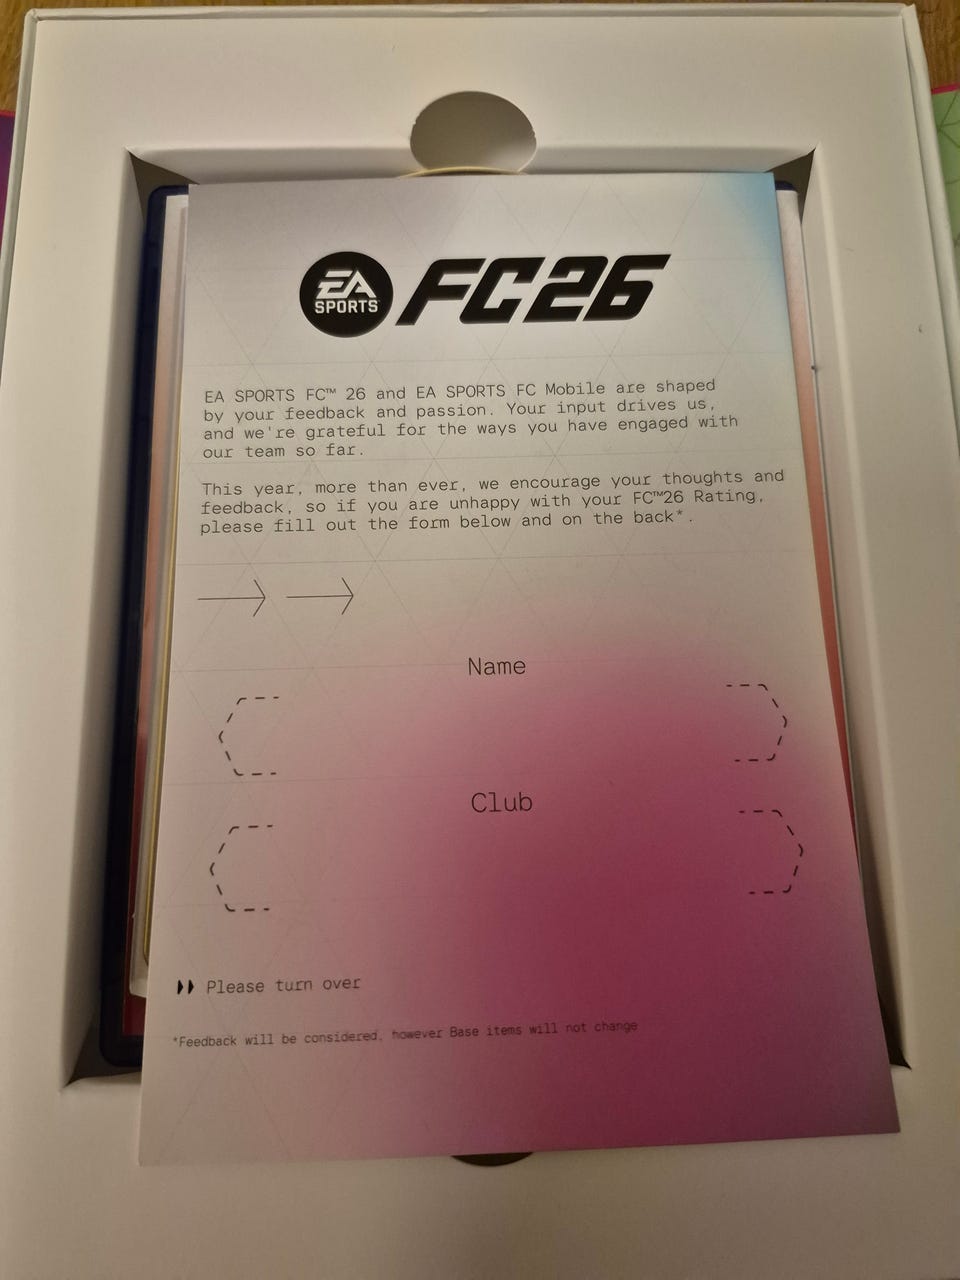 EA
SPORTS
FC26
EA SPORTS FC™ 26 and EA SPORTS FC Mobile are shaped
by your feedback and passion. Your input drives us,
and we're grateful for the ways you have engaged with
our team so far.
This year, more than ever, we encourage your thoughts and
feedback, so if you are unhappy with your FC™26 Rating,
please fill out the form below and on the back*.
Name
Club
Please turn over
*Feedback will be considered, however Base items will not change